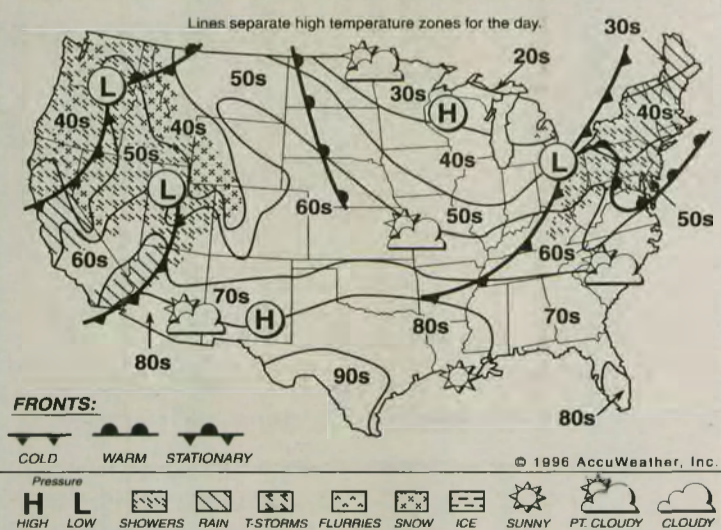 Lines separate high temperature zones for the day.
30s
20s
50s
30s
L
H
40s
40s
40s
50s
40s
L
L
60s
50s
50s
60s
60s
70s
H
80s
70s
80s
90s
80s
FRONTS:
COLD WARM STATIONARY
© 1996 AccuWeather, Inc.
Pressure
H L
HIGH LOW SHOWERS RAIN T-STORMS FLURRIES SNOW ICE SUNNY PT. CLOUDY CLOUDY